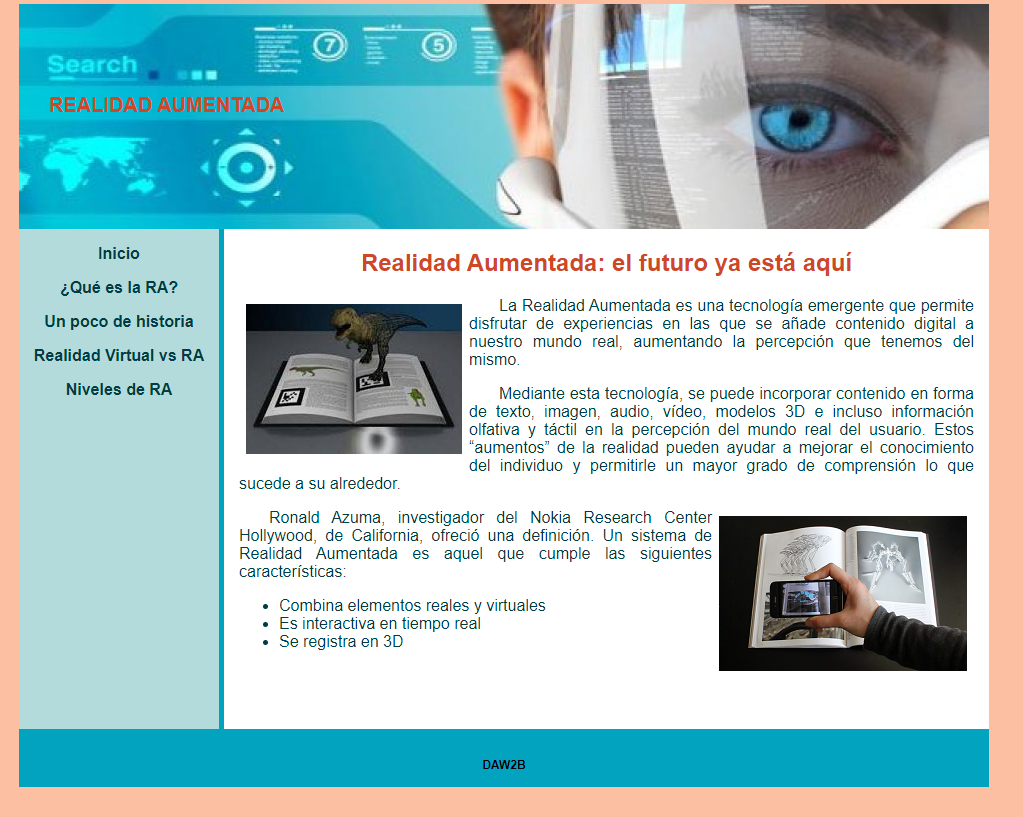 Search
7
5
REALIDAD AUMENTADA
Inicio
¿Qué es la RA?
Un poco de historia
Realidad Virtual vs RA
Niveles de RA
Realidad Aumentada: el futuro ya está aquí
La Realidad Aumentada es una tecnología emergente que permite
disfrutar de experiencias en las que se añade contenido digital a
nuestro mundo real, aumentando la percepción que tenemos del
mismo.
Mediante esta tecnología, se puede incorporar contenido en forma
de texto, imagen, audio, vídeo, modelos 3D e incluso información
olfativa y táctil en la percepción del mundo real del usuario. Estos
“aumentos” de la realidad pueden ayudar a mejorar el conocimiento
del individuo y permitirle un mayor grado de comprensión lo que
sucede a su alrededor.
Ronald Azuma, investigador del Nokia Research Center
Hollywood, de California, ofreció una definición. Un sistema de
Realidad Aumentada es aquel que cumple las siguientes
características:
• Combina elementos reales y virtuales
• Es interactiva en tiempo real
• Se registra en 3D
DAW2B